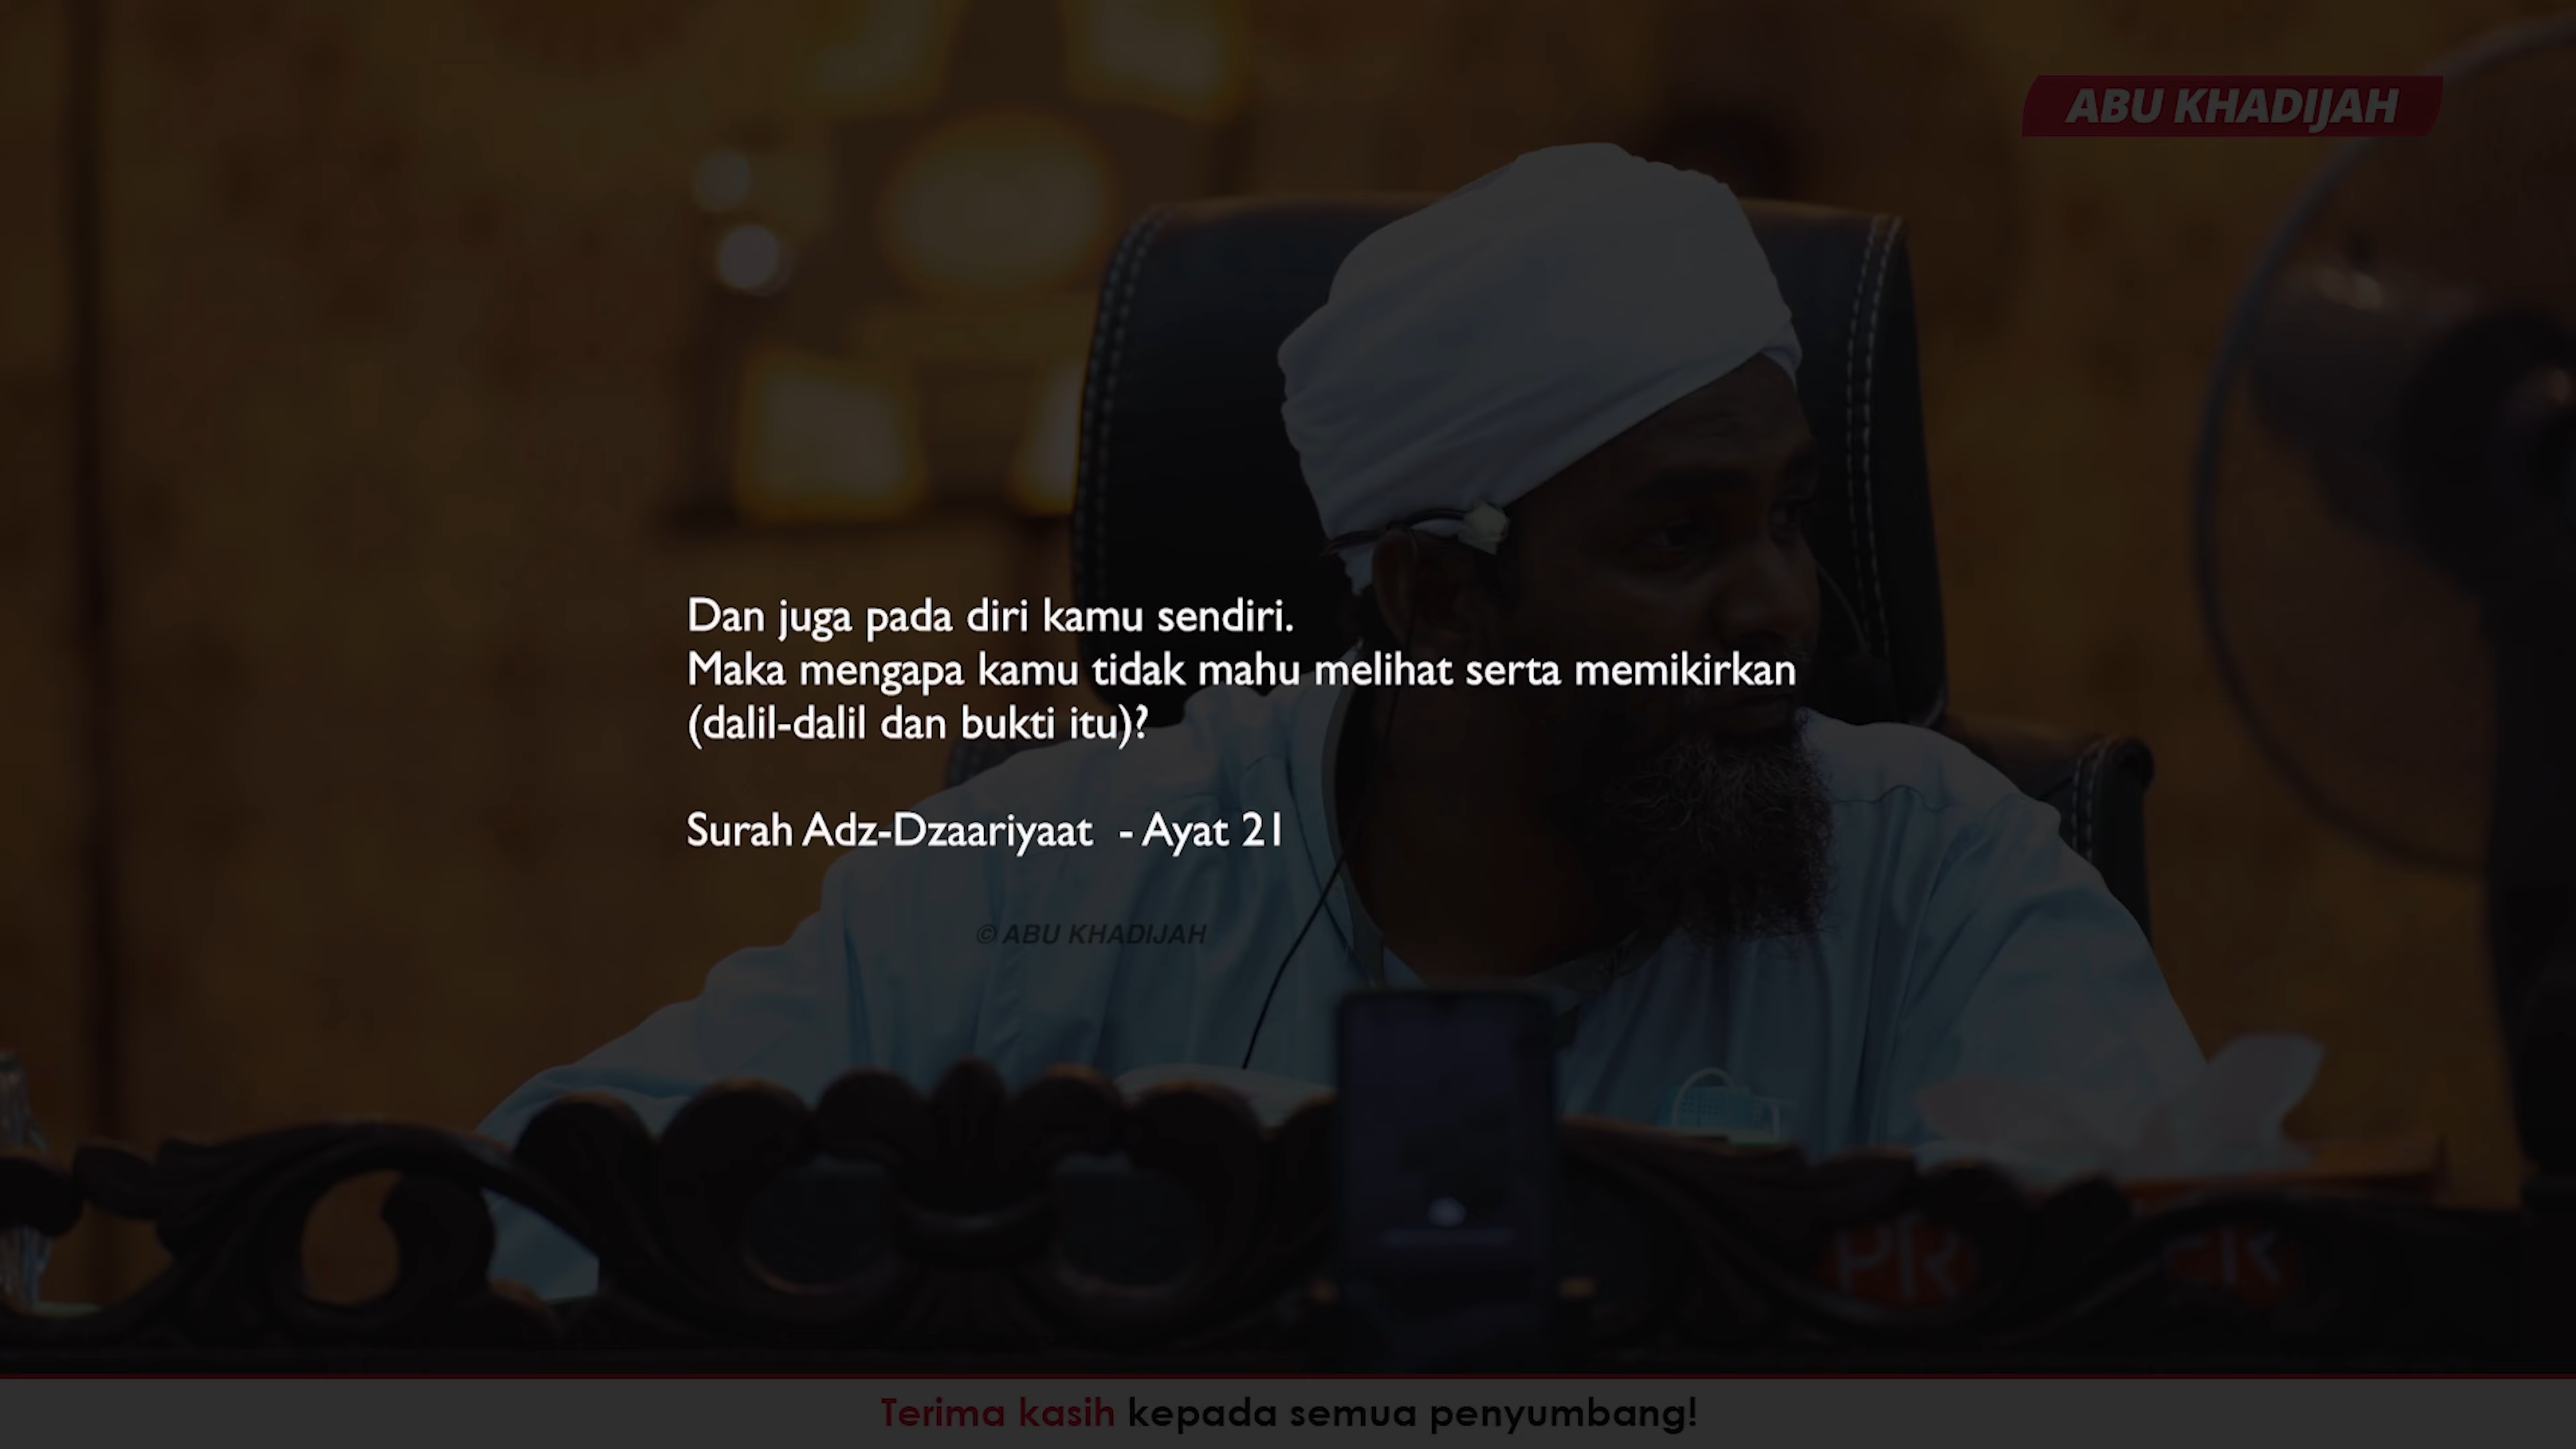 ABU KHADIJAH
Dan juga pada diri kamu sendiri.
Maka mengapa kamu tidak mahu melihat serta memikirkan
(dalil-dalil dan bukti itu)?
Surah Adz-Dzaariyaat - Ayat 21
© ABU KHADIJAH
PR
Terima kasih kepada semua penyumbang!